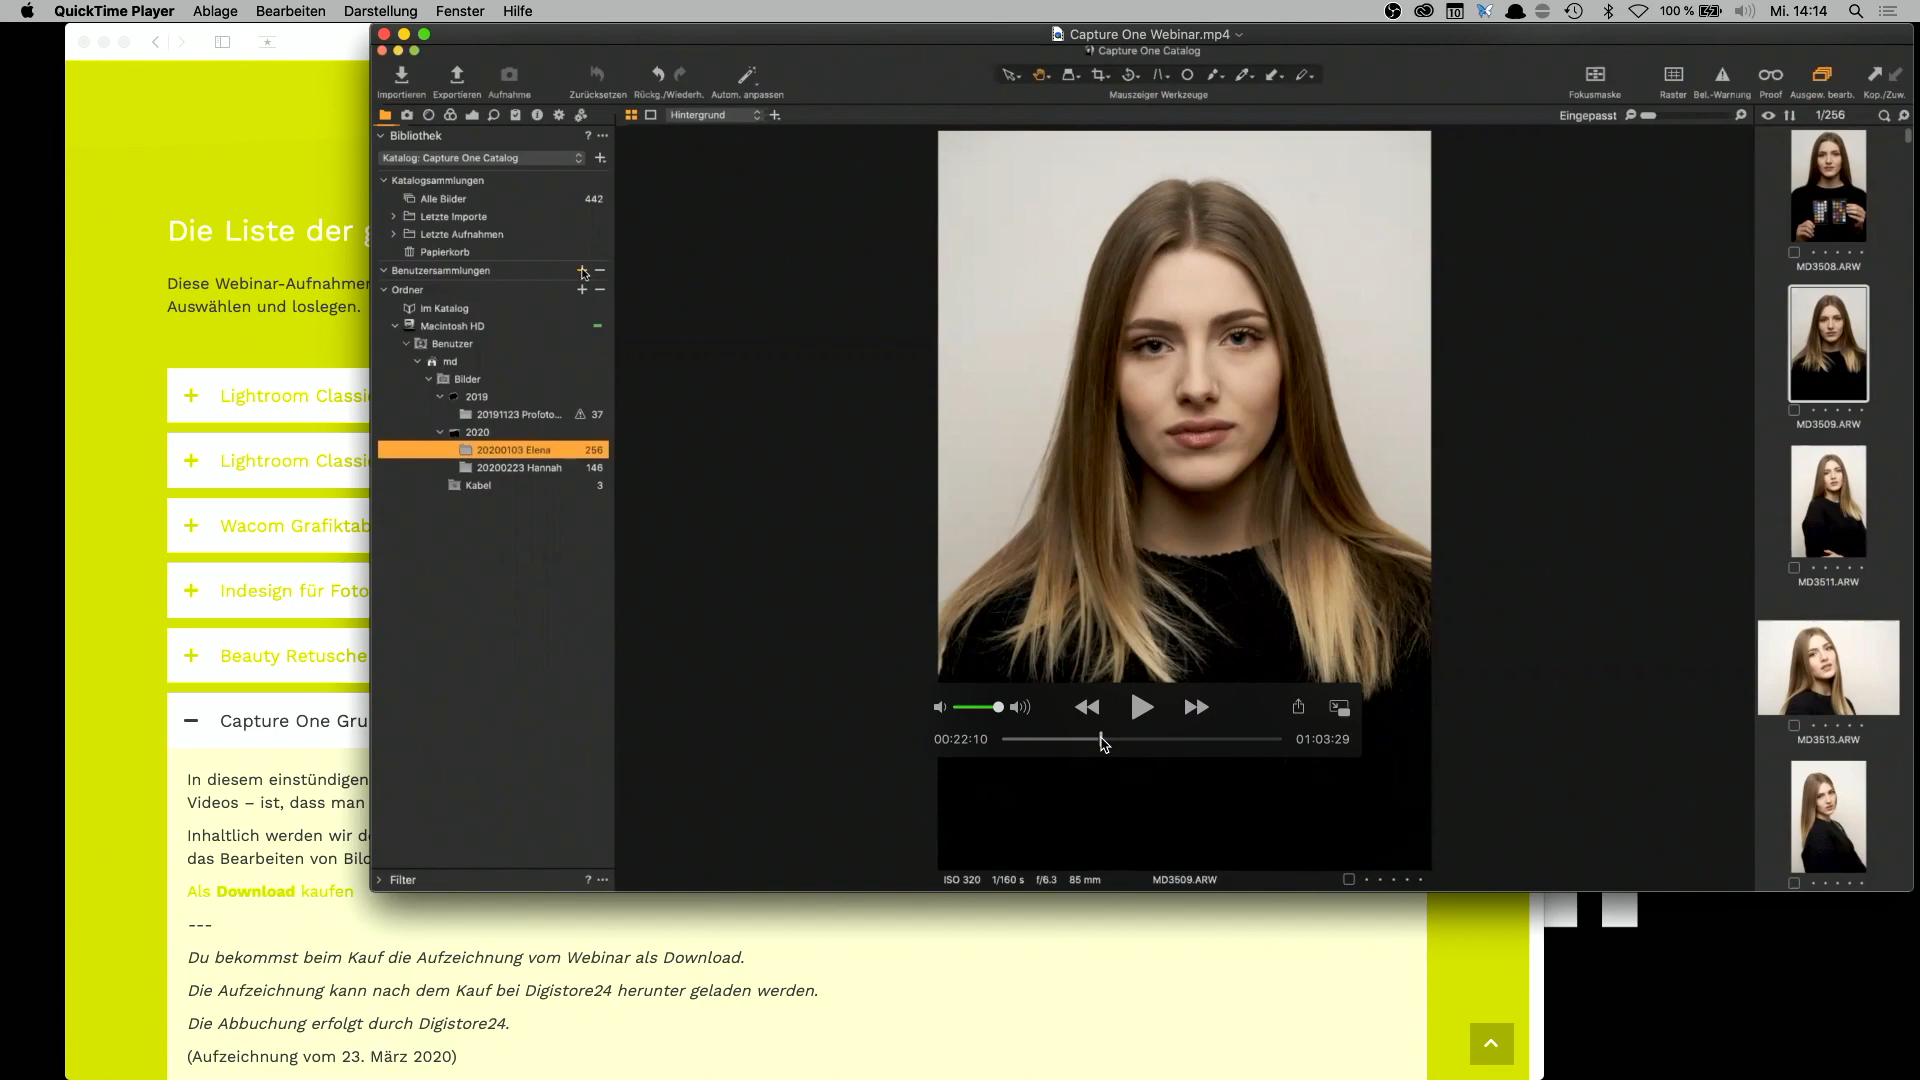 QuickTime Player Ablage Bearbeiten Darstellung Fenster Hilfe
10 100 % Mi. 14:14
Capture One Webinar.mp4
Capture One Catalog
Importieren Exportieren Aufnahme Zurücksetzen Rückg./Wiederh. Autom. anpassen Mauszeiger Werkzeuge Fokusmaske Raster Bel.-Warnung Proof Ausgew. bearb. Kop./Zuw.
Hintergrund Eingepasst 1/256
Bibliothek ? ...
Katalog: Capture One Catalog
Katalogsammlungen
Alle Bilder 442
Letzte Importe
Letzte Aufnahmen
Papierkorb
Benutzersammlungen
Ordner
Im Katalog
Macintosh HD
Benutzer
md
Bilder
2019
20191123 Profoto... 37
2020
20200103 Elena 256
20200223 Hannah 146
Kabel 3
Filter ? ...
MD3508.ARW
MD3509.ARW
MD3511.ARW
MD3513.ARW
00:22:10 01:03:29
ISO 320 1/160 s f/6.3 85 mm MD3509.ARW
Die Liste der
Diese Webinar-Aufnahmen
Auswählen und loslegen.
+ Lightroom Classi
+ Lightroom Classi
+ Wacom Grafiktab
+ Indesign für Foto
+ Beauty Retusche
− Capture One Gru
In diesem einstündigen
Videos – ist, dass man
Inhaltlich werden wir d
das Bearbeiten von Bild
Als Download kaufen
---
Du bekommst beim Kauf die Aufzeichnung vom Webinar als Download.
Die Aufzeichnung kann nach dem Kauf bei Digistore24 herunter geladen werden.
Die Abbuchung erfolgt durch Digistore24.
(Aufzeichnung vom 23. März 2020)